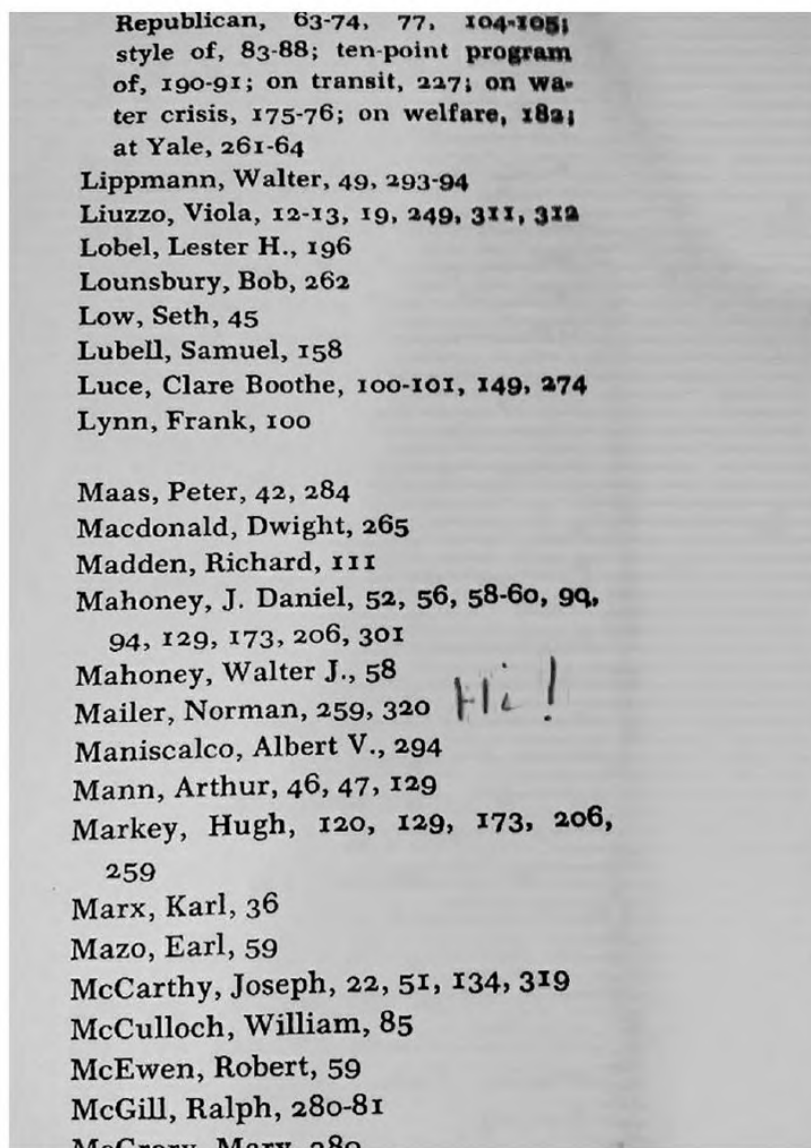 Republican, 63-74, 77, 104-105;
style of, 83-88; ten-point program
of, 190-91; on transit, 227; on wa-
ter crisis, 175-76; on welfare, 182;
at Yale, 261-64
Lippmann, Walter, 49, 293-94
Liuzzo, Viola, 12-13, 19, 249, 311, 312
Lobel, Lester H., 196
Lounsbury, Bob, 262
Low, Seth, 45
Lubell, Samuel, 158
Luce, Clare Boothe, 100-101, 149, 274
Lynn, Frank, 100
Maas, Peter, 42, 284
Macdonald, Dwight, 265
Madden, Richard, 111
Mahoney, J. Daniel, 52, 56, 58-60, 90,
94, 129, 173, 206, 301
Mahoney, Walter J., 58
Mailer, Norman, 259, 320 Hi!
Maniscalco, Albert V., 294
Mann, Arthur, 46, 47, 129
Markey, Hugh, 120, 129, 173, 206,
259
Marx, Karl, 36
Mazo, Earl, 59
McCarthy, Joseph, 22, 51, 134, 319
McCulloch, William, 85
McEwen, Robert, 59
McGill, Ralph, 280-81
McGrory, Mary, 280